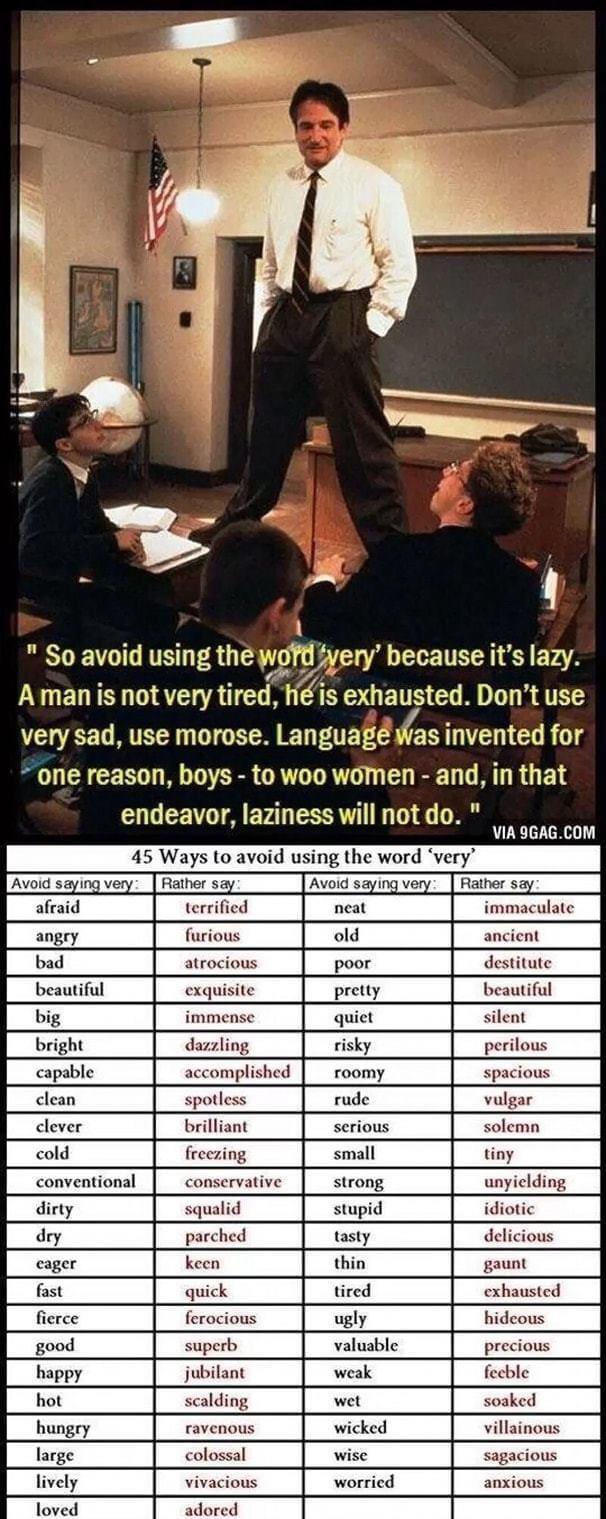 " So avoid using the word 'very' because it's lazy.
A man is not very tired, he is exhausted. Don't use
very sad, use morose. Language was invented for
one reason, boys - to woo women - and, in that
endeavor, laziness will not do. "
VIA 9GAG.COM
45 Ways to avoid using the word 'very'
Avoid saying very: Rather say: Avoid saying very: Rather say:
afraid terrified neat immaculate
angry furious old ancient
bad atrocious poor destitute
beautiful exquisite pretty beautiful
big immense quiet silent
bright dazzling risky perilous
capable accomplished roomy spacious
clean spotless rude vulgar
clever brilliant serious solemn
cold freezing small tiny
conventional conservative strong unyielding
dirty squalid stupid idiotic
dry parched tasty delicious
eager keen thin gaunt
fast quick tired exhausted
fierce ferocious ugly hideous
good superb valuable precious
happy jubilant weak feeble
hot scalding wet soaked
hungry ravenous wicked villainous
large colossal wise sagacious
lively vivacious worried anxious
loved adored